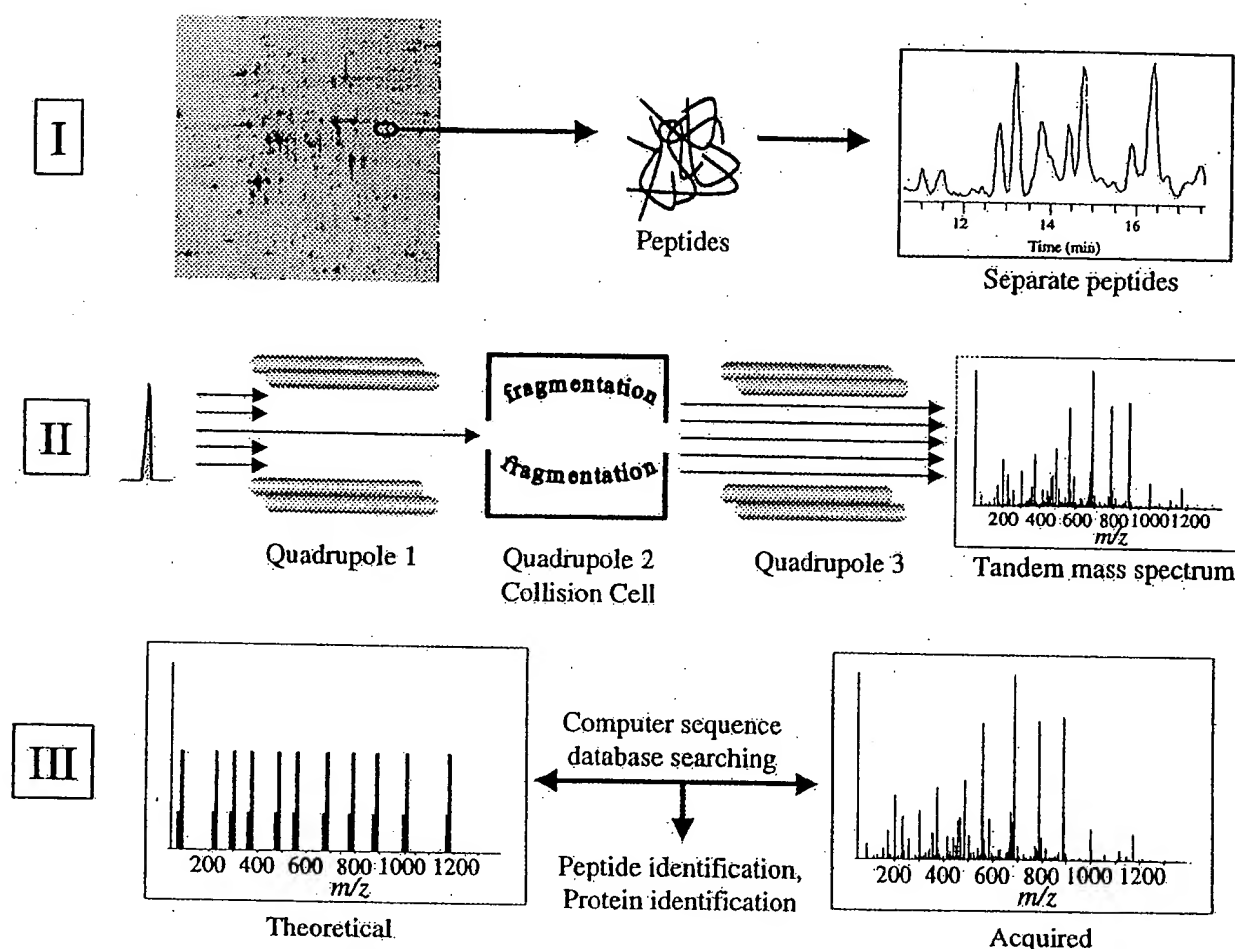 I
Peptides
12 14 16
Time (min)
Separate peptides
II
fragmentation
fragmentation
Quadrupole 1
Quadrupole 2
Collision Cell
Quadrupole 3
200 400 600 800 1000 1200
m/z
Tandem mass spectrum
III
200 400 600 800 1000 1200
m/z
Theoretical
Computer sequence
database searching
Peptide identification,
Protein identification
200 400 600 800 1000 1200
m/z
Acquired